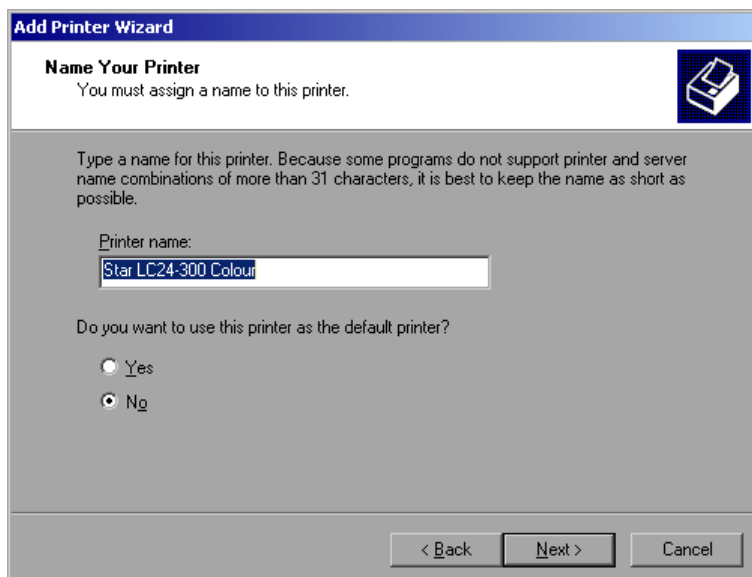 Add Printer Wizard
Name Your Printer
You must assign a name to this printer.
Type a name for this printer. Because some programs do not support printer and server
name combinations of more than 31 characters, it is best to keep the name as short as
possible.
Printer name:
Star LC24-300 Colour
Do you want to use this printer as the default printer?
Yes
No
< Back Next > Cancel